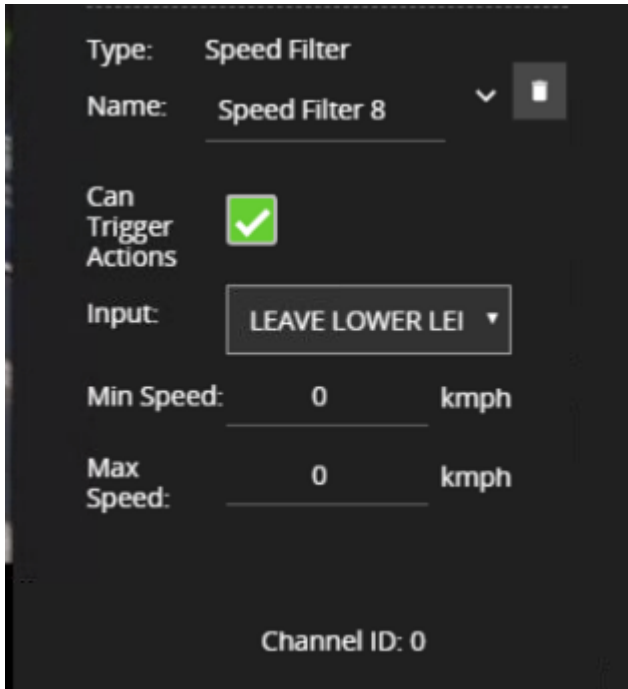 Type: Speed Filter
Name: Speed Filter 8
Can
Trigger
Actions
Input: LEAVE LOWER LEI
Min Speed: 0 kmph
Max
Speed: 0 kmph
Channel ID: 0